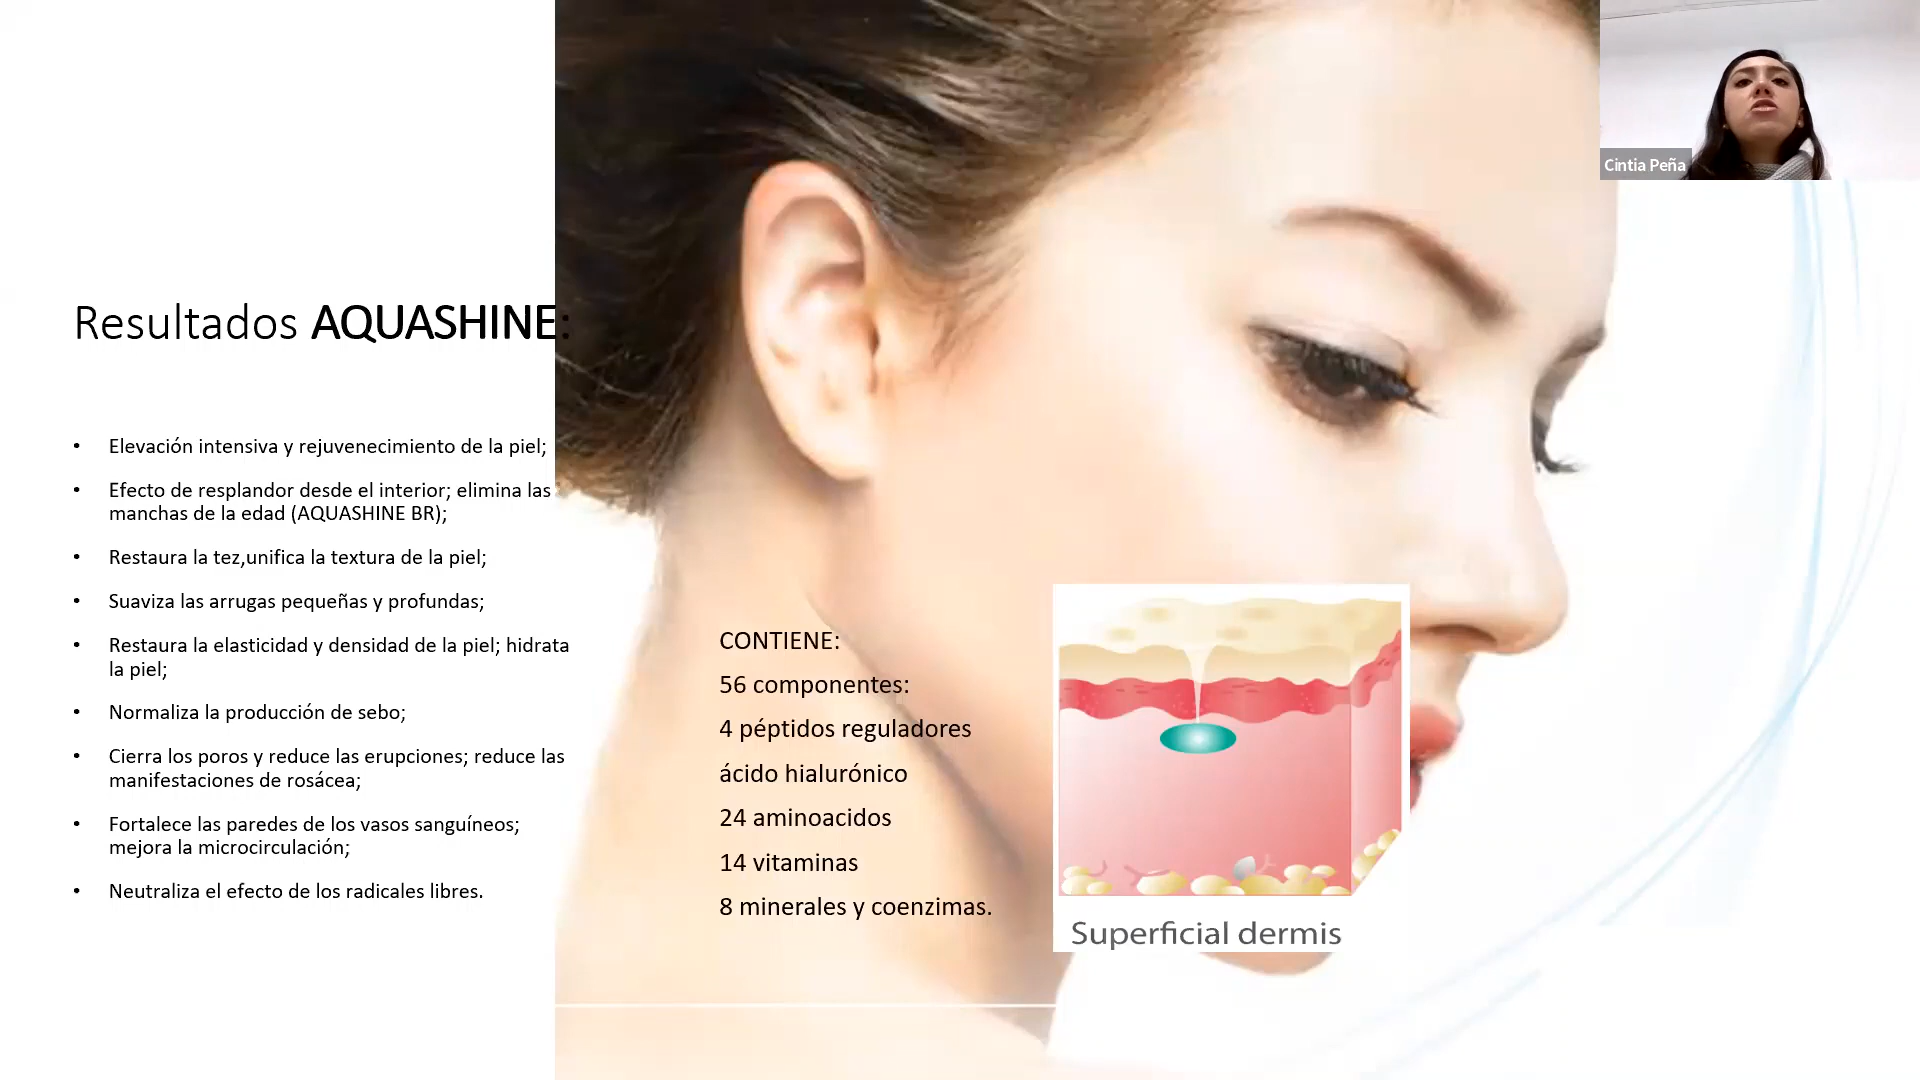 Cintia Peña
Resultados AQUASHINE:
• Elevación intensiva y rejuvenecimiento de la piel;
• Efecto de resplandor desde el interior; elimina las
manchas de la edad (AQUASHINE BR);
• Restaura la tez,unifica la textura de la piel;
• Suaviza las arrugas pequeñas y profundas;
• Restaura la elasticidad y densidad de la piel; hidrata
la piel;
• Normaliza la producción de sebo;
• Cierra los poros y reduce las erupciones; reduce las
manifestaciones de rosácea;
• Fortalece las paredes de los vasos sanguíneos;
mejora la microcirculación;
• Neutraliza el efecto de los radicales libres.
CONTIENE:
56 componentes:
4 péptidos reguladores
ácido hialurónico
24 aminoacidos
14 vitaminas
8 minerales y coenzimas.
Superficial dermis